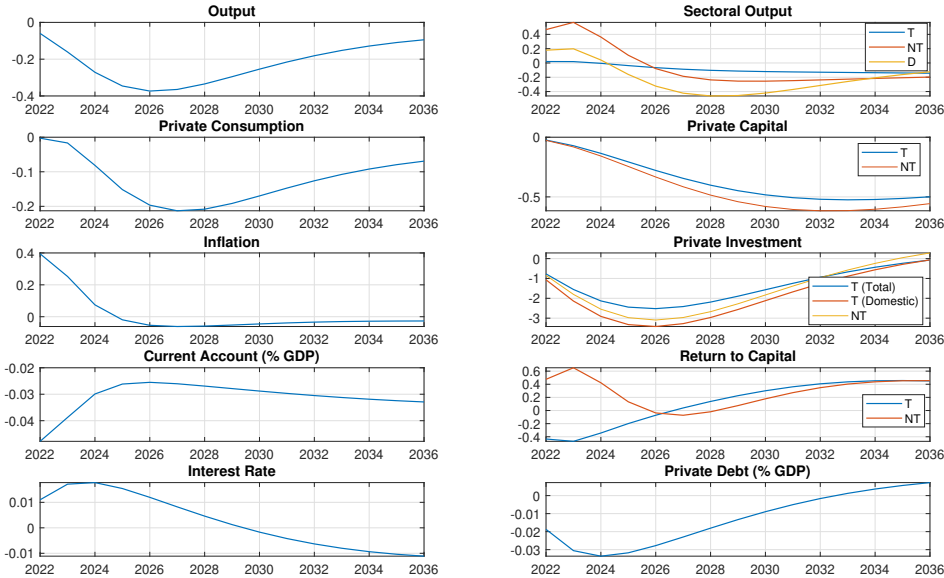 Output
0
-0.2
-0.4
2022 2024 2026 2028 2030 2032 2034 2036
Sectoral Output
0.4
0.2
0
-0.2
-0.4
T
NT
D
2022 2024 2026 2028 2030 2032 2034 2036
Private Consumption
0
-0.1
-0.2
2022 2024 2026 2028 2030 2032 2034 2036
Private Capital
0
-0.5
T
NT
2022 2024 2026 2028 2030 2032 2034 2036
Inflation
0.4
0.2
0
2022 2024 2026 2028 2030 2032 2034 2036
Private Investment
0
-1
-2
-3
T (Total)
T (Domestic)
NT
2022 2024 2026 2028 2030 2032 2034 2036
Current Account (% GDP)
-0.02
-0.03
-0.04
2022 2024 2026 2028 2030 2032 2034 2036
Return to Capital
0.6
0.4
0.2
0
-0.2
-0.4
T
NT
2022 2024 2026 2028 2030 2032 2034 2036
Interest Rate
0.01
0
-0.01
2022 2024 2026 2028 2030 2032 2034 2036
Private Debt (% GDP)
0
-0.01
-0.02
-0.03
2022 2024 2026 2028 2030 2032 2034 2036